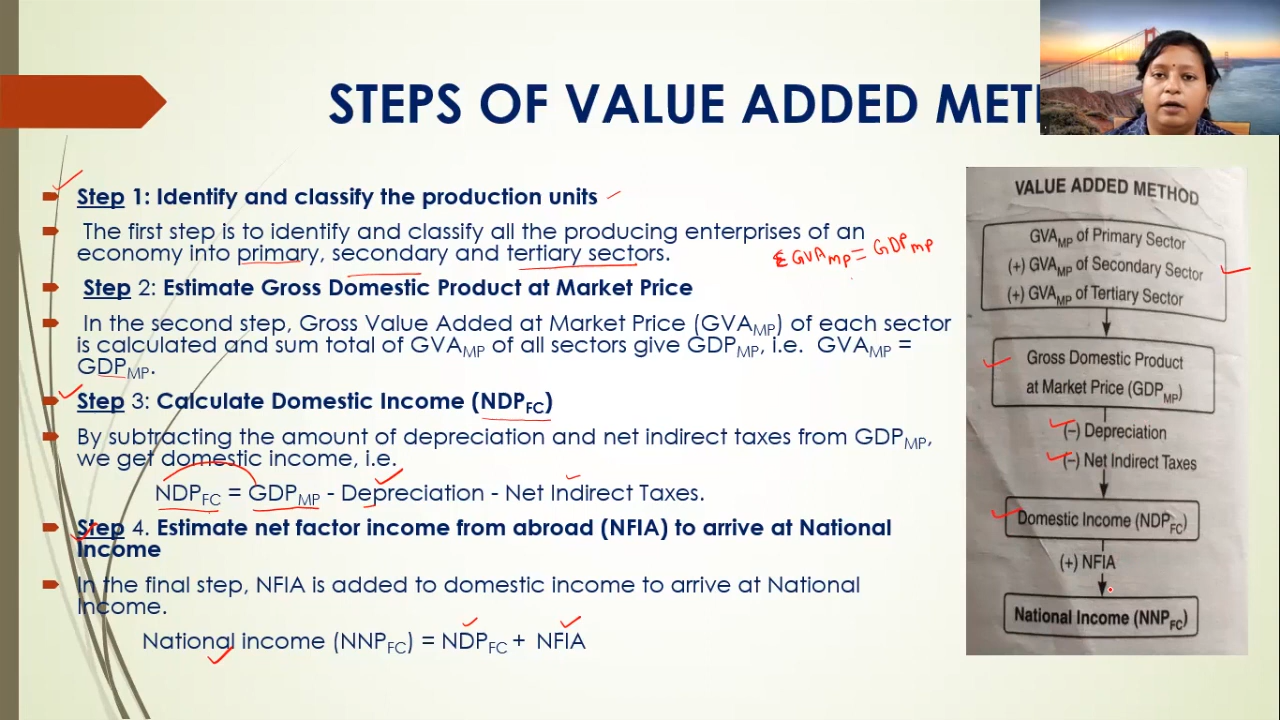 STEPS OF VALUE ADDED MET
Step 1: Identify and classify the production units
The first step is to identify and classify all the producing enterprises of an
economy into primary, secondary and tertiary sectors.
ΣGVAMP = GDPMP
Step 2: Estimate Gross Domestic Product at Market Price
In the second step, Gross Value Added at Market Price (GVAMP) of each sector
is calculated and sum total of GVAMP of all sectors give GDPMP, i.e. GVAMP =
GDPMP.
Step 3: Calculate Domestic Income (NDPFC)
By subtracting the amount of depreciation and net indirect taxes from GDPMP,
we get domestic income, i.e.
NDPFC = GDPMP - Depreciation - Net Indirect Taxes.
Step 4. Estimate net factor income from abroad (NFIA) to arrive at National
Income
In the final step, NFIA is added to domestic income to arrive at National
Income.
National income (NNPFC) = NDPFC + NFIA
VALUE ADDED METHOD
GVAMP of Primary Sector
(+) GVAMP of Secondary Sector
(+) GVAMP of Tertiary Sector
Gross Domestic Product
at Market Price (GDPMP)
(–) Depreciation
(–) Net Indirect Taxes
Domestic Income (NDPFC)
(+) NFIA
National Income (NNPFC)